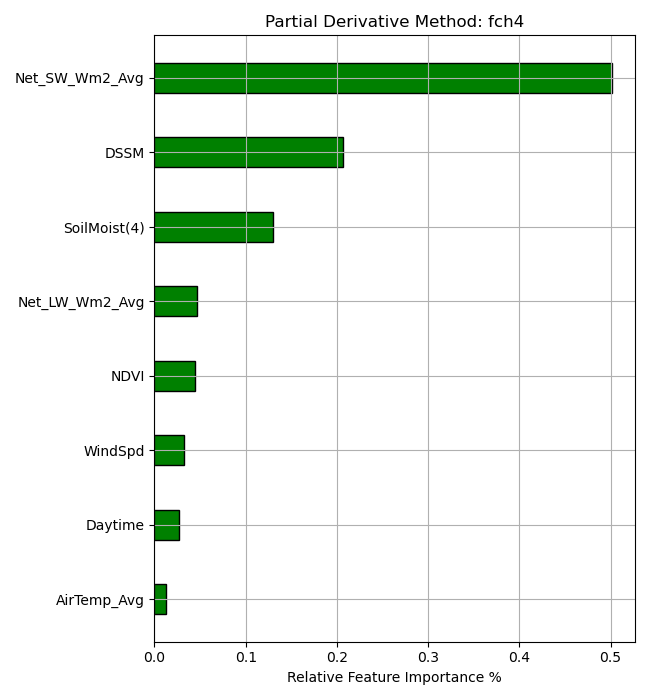 Partial Derivative Method: fch4
Net_SW_Wm2_Avg
DSSM
SoilMoist(4)
Net_LW_Wm2_Avg
NDVI
WindSpd
Daytime
AirTemp_Avg
0.0 0.1 0.2 0.3 0.4 0.5
Relative Feature Importance %